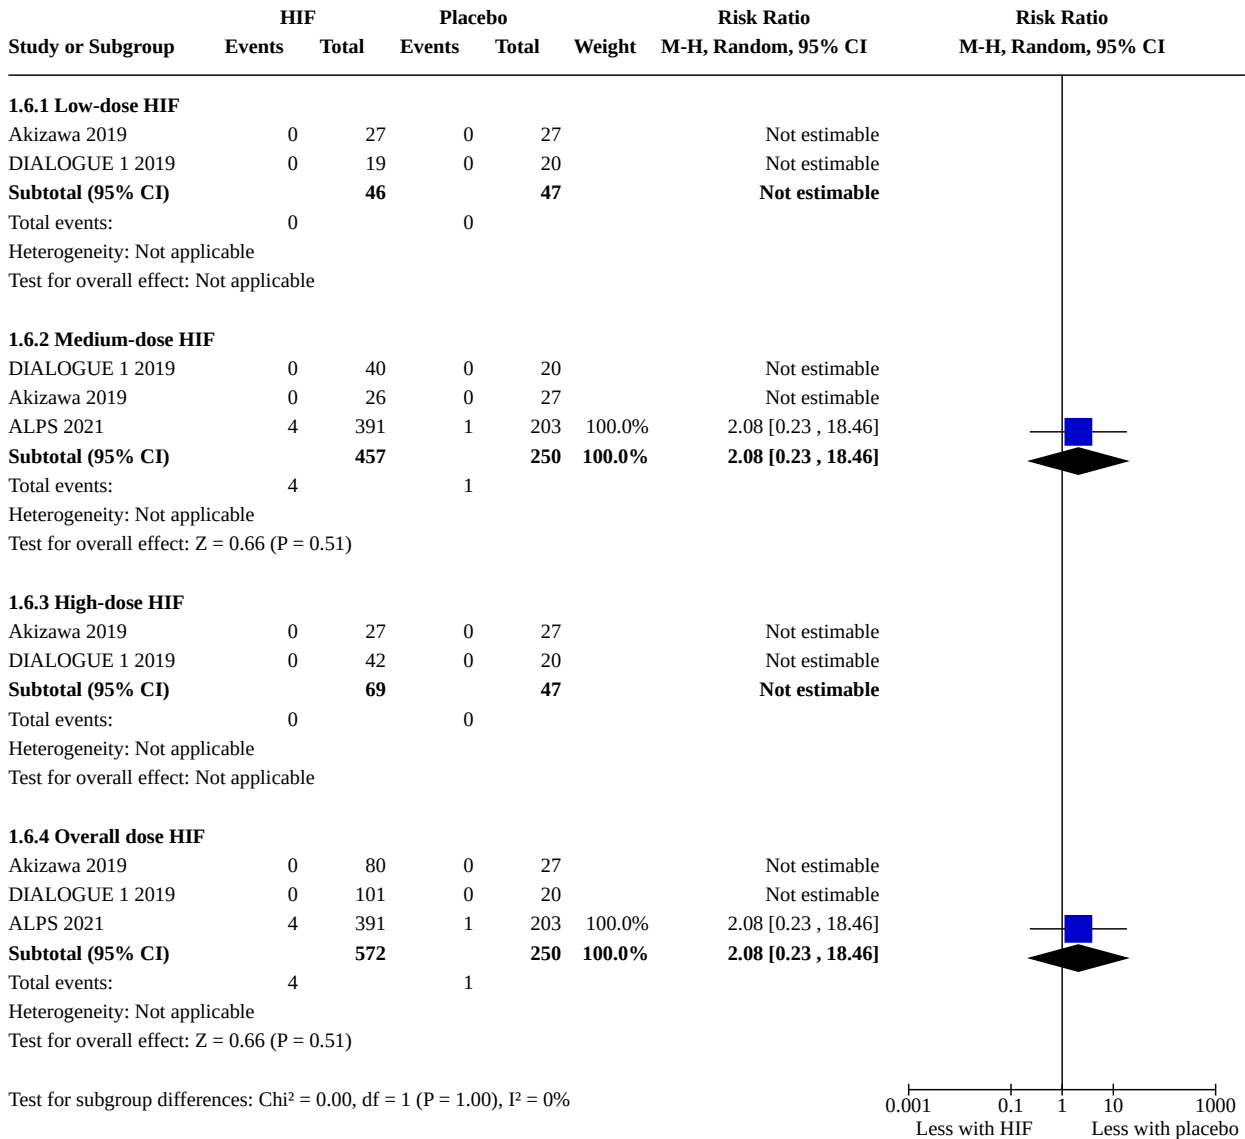 HIF Placebo Risk Ratio Risk Ratio
Study or Subgroup Events Total Events Total Weight M-H, Random, 95% CI M-H, Random, 95% CI
1.6.1 Low-dose HIF
Akizawa 2019 0 27 0 27 Not estimable
DIALOGUE 1 2019 0 19 0 20 Not estimable
Subtotal (95% CI) 46 47 Not estimable
Total events: 0 0
Heterogeneity: Not applicable
Test for overall effect: Not applicable
1.6.2 Medium-dose HIF
DIALOGUE 1 2019 0 40 0 20 Not estimable
Akizawa 2019 0 26 0 27 Not estimable
ALPS 2021 4 391 1 203 100.0% 2.08 [0.23 , 18.46]
Subtotal (95% CI) 457 250 100.0% 2.08 [0.23 , 18.46]
Total events: 4 1
Heterogeneity: Not applicable
Test for overall effect: Z = 0.66 (P = 0.51)
1.6.3 High-dose HIF
Akizawa 2019 0 27 0 27 Not estimable
DIALOGUE 1 2019 0 42 0 20 Not estimable
Subtotal (95% CI) 69 47 Not estimable
Total events: 0 0
Heterogeneity: Not applicable
Test for overall effect: Not applicable
1.6.4 Overall dose HIF
Akizawa 2019 0 80 0 27 Not estimable
DIALOGUE 1 2019 0 101 0 20 Not estimable
ALPS 2021 4 391 1 203 100.0% 2.08 [0.23 , 18.46]
Subtotal (95% CI) 572 250 100.0% 2.08 [0.23 , 18.46]
Total events: 4 1
Heterogeneity: Not applicable
Test for overall effect: Z = 0.66 (P = 0.51)
Test for subgroup differences: Chi² = 0.00, df = 1 (P = 1.00), I² = 0%
0.001 0.1 1 10 1000
Less with HIF Less with placebo